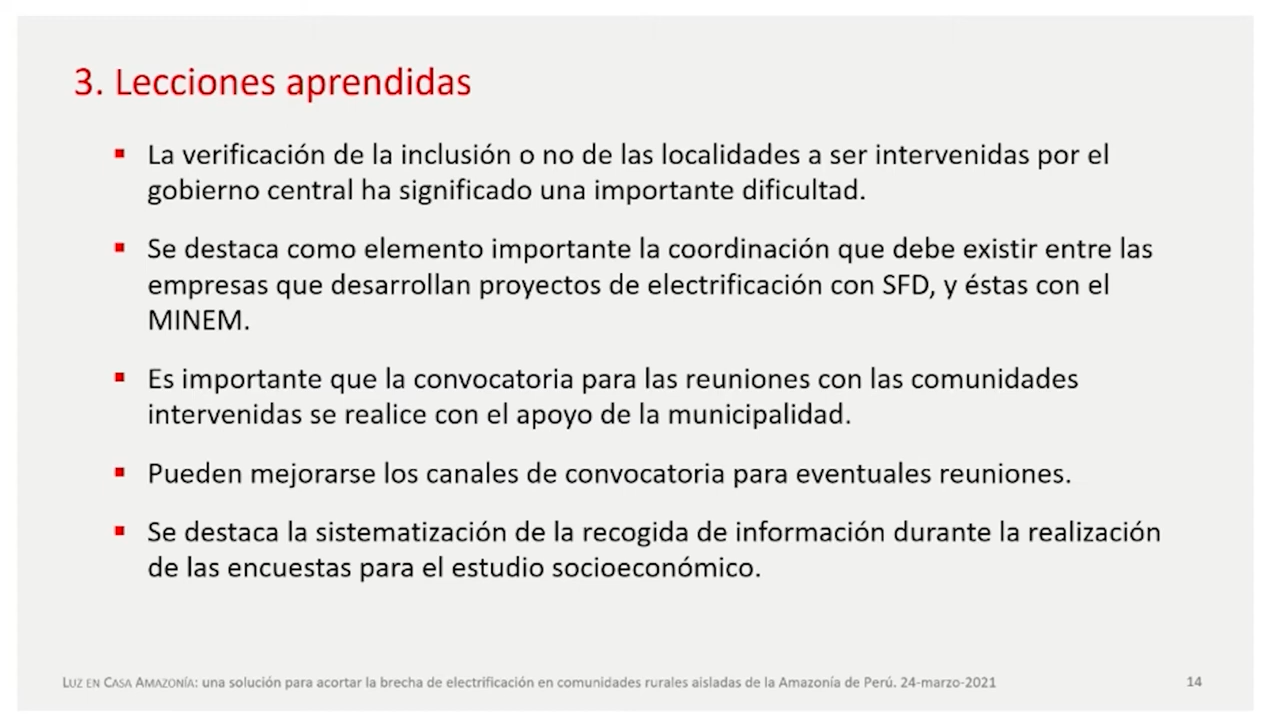 3. Lecciones aprendidas
▪ La verificación de la inclusión o no de las localidades a ser intervenidas por el
gobierno central ha significado una importante dificultad.
▪ Se destaca como elemento importante la coordinación que debe existir entre las
empresas que desarrollan proyectos de electrificación con SFD, y éstas con el
MINEM.
▪ Es importante que la convocatoria para las reuniones con las comunidades
intervenidas se realice con el apoyo de la municipalidad.
▪ Pueden mejorarse los canales de convocatoria para eventuales reuniones.
▪ Se destaca la sistematización de la recogida de información durante la realización
de las encuestas para el estudio socioeconómico.
LUZ EN CASA AMAZONÍA: una solución para acortar la brecha de electrificación en comunidades rurales aisladas de la Amazonía de Perú. 24-marzo-2021 14